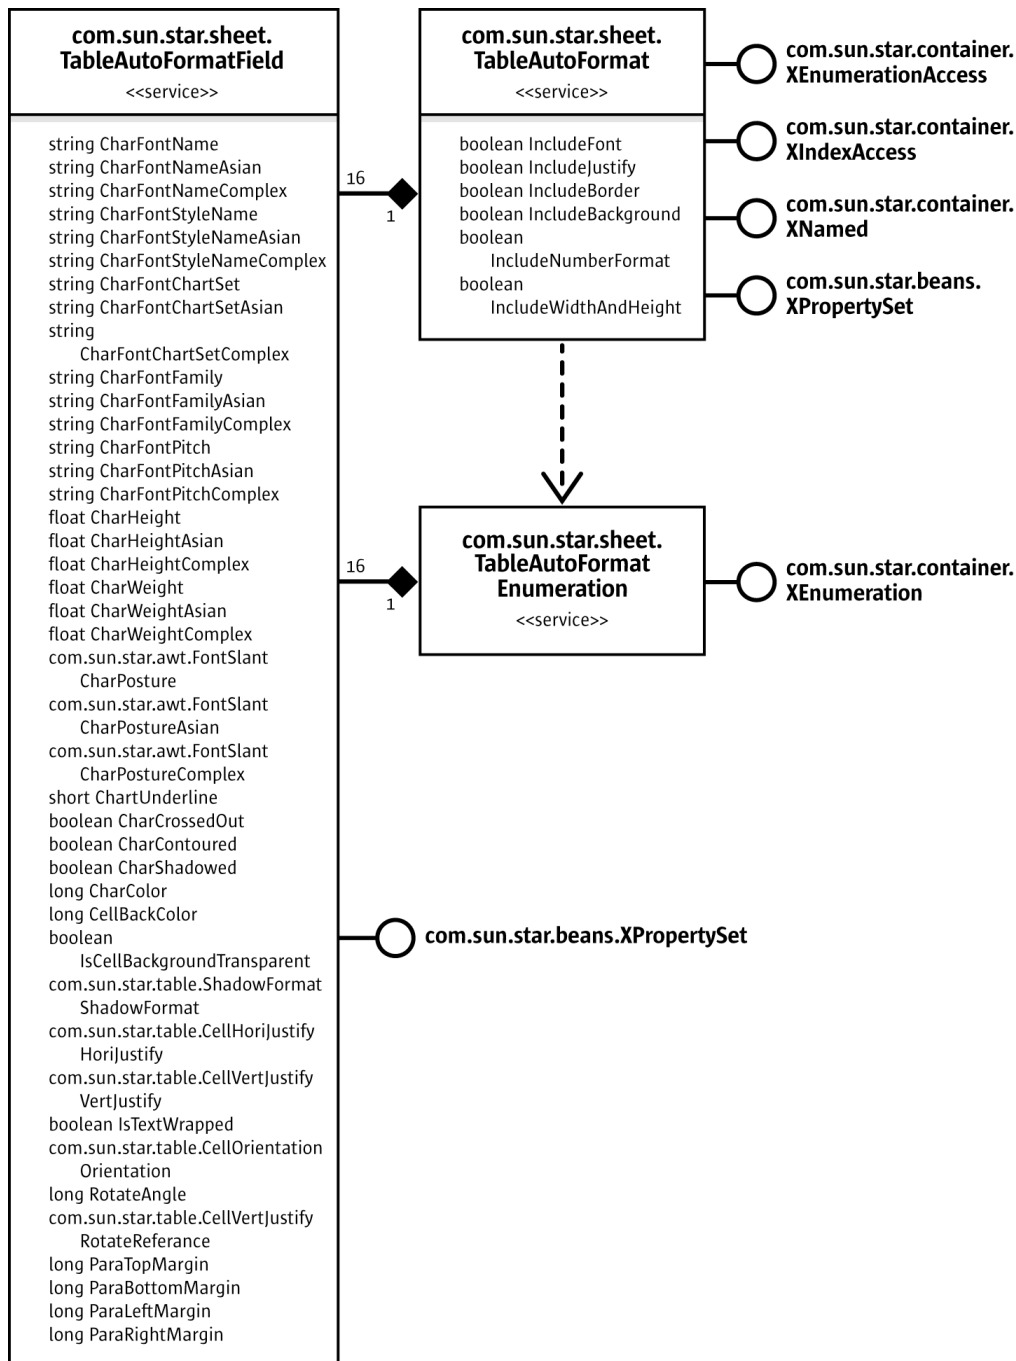 com.sun.star.sheet.
TableAutoFormatField
<<service>>
string CharFontName
string CharFontNameAsian
string CharFontNameComplex
string CharFontStyleName
string CharFontStyleNameAsian
string CharFontStyleNameComplex
string CharFontChartSet
string CharFontChartSetAsian
string
CharFontChartSetComplex
string CharFontFamily
string CharFontFamilyAsian
string CharFontFamilyComplex
string CharFontPitch
string CharFontPitchAsian
string CharFontPitchComplex
float CharHeight
float CharHeightAsian
float CharHeightComplex
float CharWeight
float CharWeightAsian
float CharWeightComplex
com.sun.star.awt.FontSlant
CharPosture
com.sun.star.awt.FontSlant
CharPostureAsian
com.sun.star.awt.FontSlant
CharPostureComplex
short ChartUnderline
boolean CharCrossedOut
boolean CharContoured
boolean CharShadowed
long CharColor
long CellBackColor
boolean
IsCellBackgroundTransparent
com.sun.star.table.ShadowFormat
ShadowFormat
com.sun.star.table.CellHoriJustify
HoriJustify
com.sun.star.table.CellVertJustify
VertJustify
boolean IsTextWrapped
com.sun.star.table.CellOrientation
Orientation
long RotateAngle
com.sun.star.table.CellVertJustify
RotateReferance
long ParaTopMargin
long ParaBottomMargin
long ParaLeftMargin
long ParaRightMargin
16
1
com.sun.star.sheet.
TableAutoFormat
<<service>>
boolean IncludeFont
boolean IncludeJustify
boolean IncludeBorder
boolean IncludeBackground
boolean
IncludeNumberFormat
boolean
IncludeWidthAndHeight
com.sun.star.container.
XEnumerationAccess
com.sun.star.container.
XIndexAccess
com.sun.star.container.
XNamed
com.sun.star.beans.
XPropertySet
16
1
com.sun.star.sheet.
TableAutoFormat
Enumeration
<<service>>
com.sun.star.container.
XEnumeration
com.sun.star.beans.XPropertySet